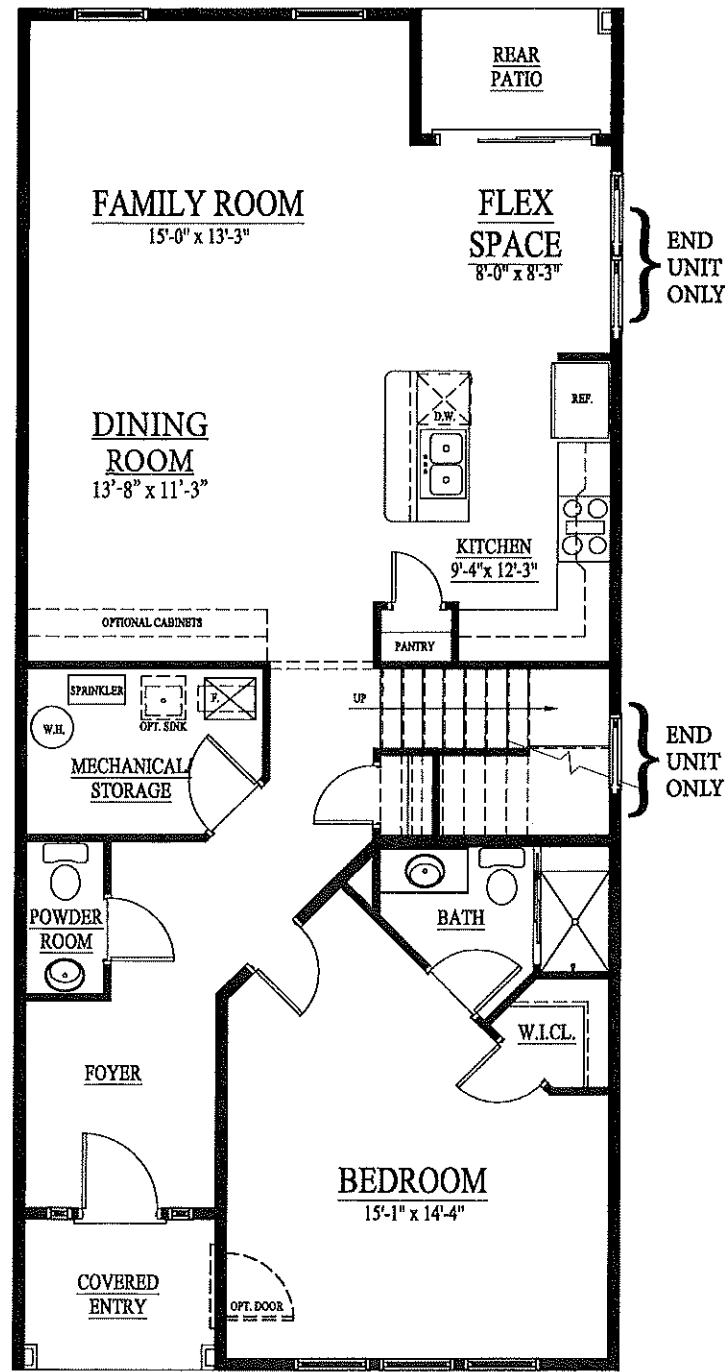 REAR
PATIO
FAMILY ROOM
15'-0" x 13'-3"
FLEX
SPACE
8'-0" x 8'-3"
END
UNIT
ONLY
REF.
D.W.
DINING
ROOM
13'-8" x 11'-3"
KITCHEN
9'-4" x 12'-3"
OPTIONAL CABINETS
PANTRY
SPRINKLER
OPT. SINK
F.
W.H.
UP
MECHANICAL/
STORAGE
END
UNIT
ONLY
POWDER
ROOM
BATH
W.I.CL.
FOYER
BEDROOM
15'-1" x 14'-4"
COVERED
ENTRY
OPT. DOOR